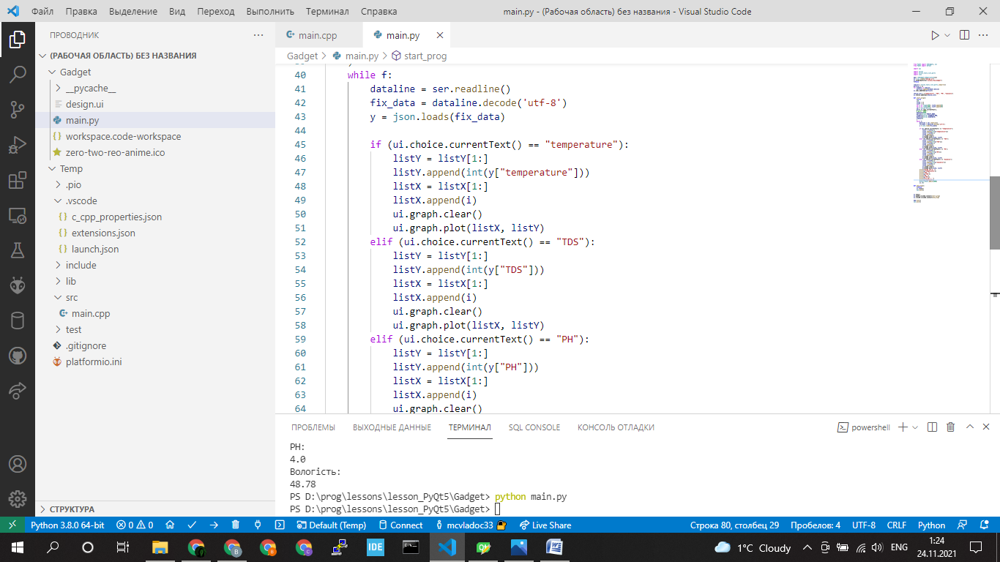 Файл Правка Выделение Вид Переход Выполнить Терминал Справка main.py - (Рабочая область) без названия - Visual Studio Code
ПРОВОДНИК
(РАБОЧАЯ ОБЛАСТЬ) БЕЗ НАЗВАНИЯ
Gadget
__pycache__
design.ui
main.py
workspace.code-workspace
zero-two-reo-anime.ico
Temp
.pio
.vscode
c_cpp_properties.json
extensions.json
launch.json
include
lib
src
main.cpp
test
.gitignore
platformio.ini
СТРУКТУРА
main.cpp main.py
Gadget > main.py > start_prog
40 while f:
41 dataline = ser.readline()
42 fix_data = dataline.decode('utf-8')
43 y = json.loads(fix_data)
44
45 if (ui.choice.currentText() == "temperature"):
46 listY = listY[1:]
47 listY.append(int(y["temperature"]))
48 listX = listX[1:]
49 listX.append(i)
50 ui.graph.clear()
51 ui.graph.plot(listX, listY)
52 elif (ui.choice.currentText() == "TDS"):
53 listY = listY[1:]
54 listY.append(int(y["TDS"]))
55 listX = listX[1:]
56 listX.append(i)
57 ui.graph.clear()
58 ui.graph.plot(listX, listY)
59 elif (ui.choice.currentText() == "PH"):
60 listY = listY[1:]
61 listY.append(int(y["PH"]))
62 listX = listX[1:]
63 listX.append(i)
64 ui.graph.clear()
ПРОБЛЕМЫ ВЫХОДНЫЕ ДАННЫЕ ТЕРМИНАЛ SQL CONSOLE КОНСОЛЬ ОТЛАДКИ powershell
PH:
4.0
Вологість:
48.78
PS D:\prog\lessons\lesson_PyQt5\Gadget> python main.py
PS D:\prog\lessons\lesson_PyQt5\Gadget>
Python 3.8.0 64-bit 0 0 Default (Temp) Connect mcvladoc33 Live Share Строка 80, столбец 29 Пробелов: 4 UTF-8 CRLF Python
IDE 1°C Cloudy ENG 1:24
24.11.2021